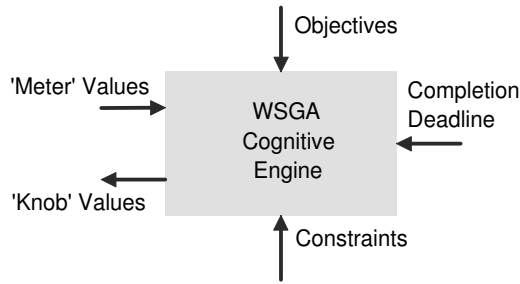 Objectives
'Meter' Values
Completion
Deadline
WSGA
Cognitive
Engine
'Knob' Values
Constraints